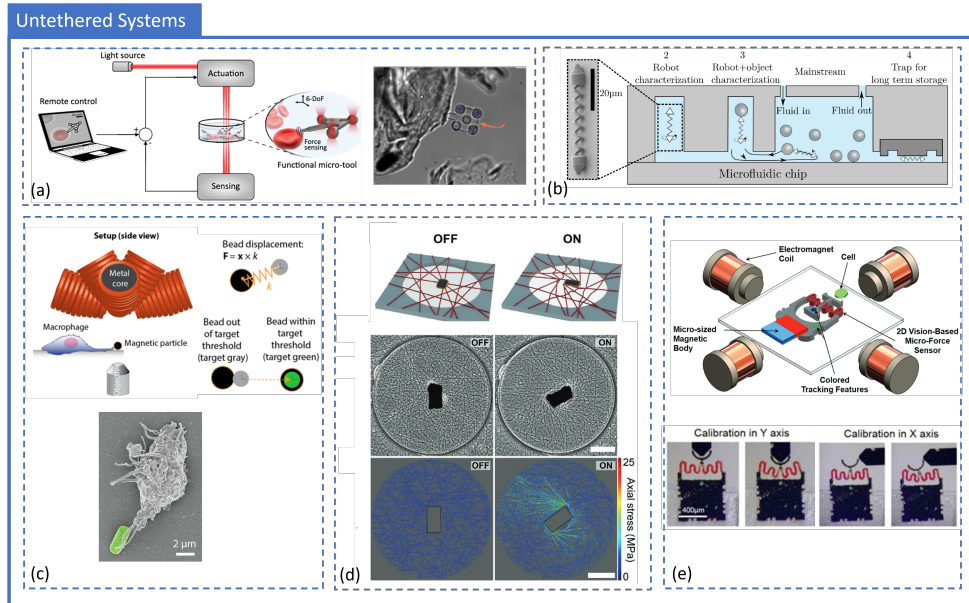 Untethered Systems
Light source
Actuation
Remote control
+
-
6-DoF
Force
sensing
Functional micro-tool
Sensing
(a)
2
Robot
characterization
3
Robot+object
characterization
Mainstream
4
Trap for
long term storage
20μm
Fluid in
Fluid out
Microfluidic chip
(b)
Setup (side view)
Metal
core
Macrophage
Magnetic particle
Bead displacement:
F = x × k
k
Bead out
of target
threshold
(target gray)
Bead within
target
threshold
(target green)
2 μm
(c)
OFF
ON
OFF
ON
OFF
ON
25
Axial stress (MPa)
0
(d)
Electromagnet
Coil
Cell
Micro-sized
Magnetic
Body
2D Vision-Based
Micro-Force
Sensor
Colored
Tracking Features
Calibration in Y axis
Calibration in X axis
400μm
(e)